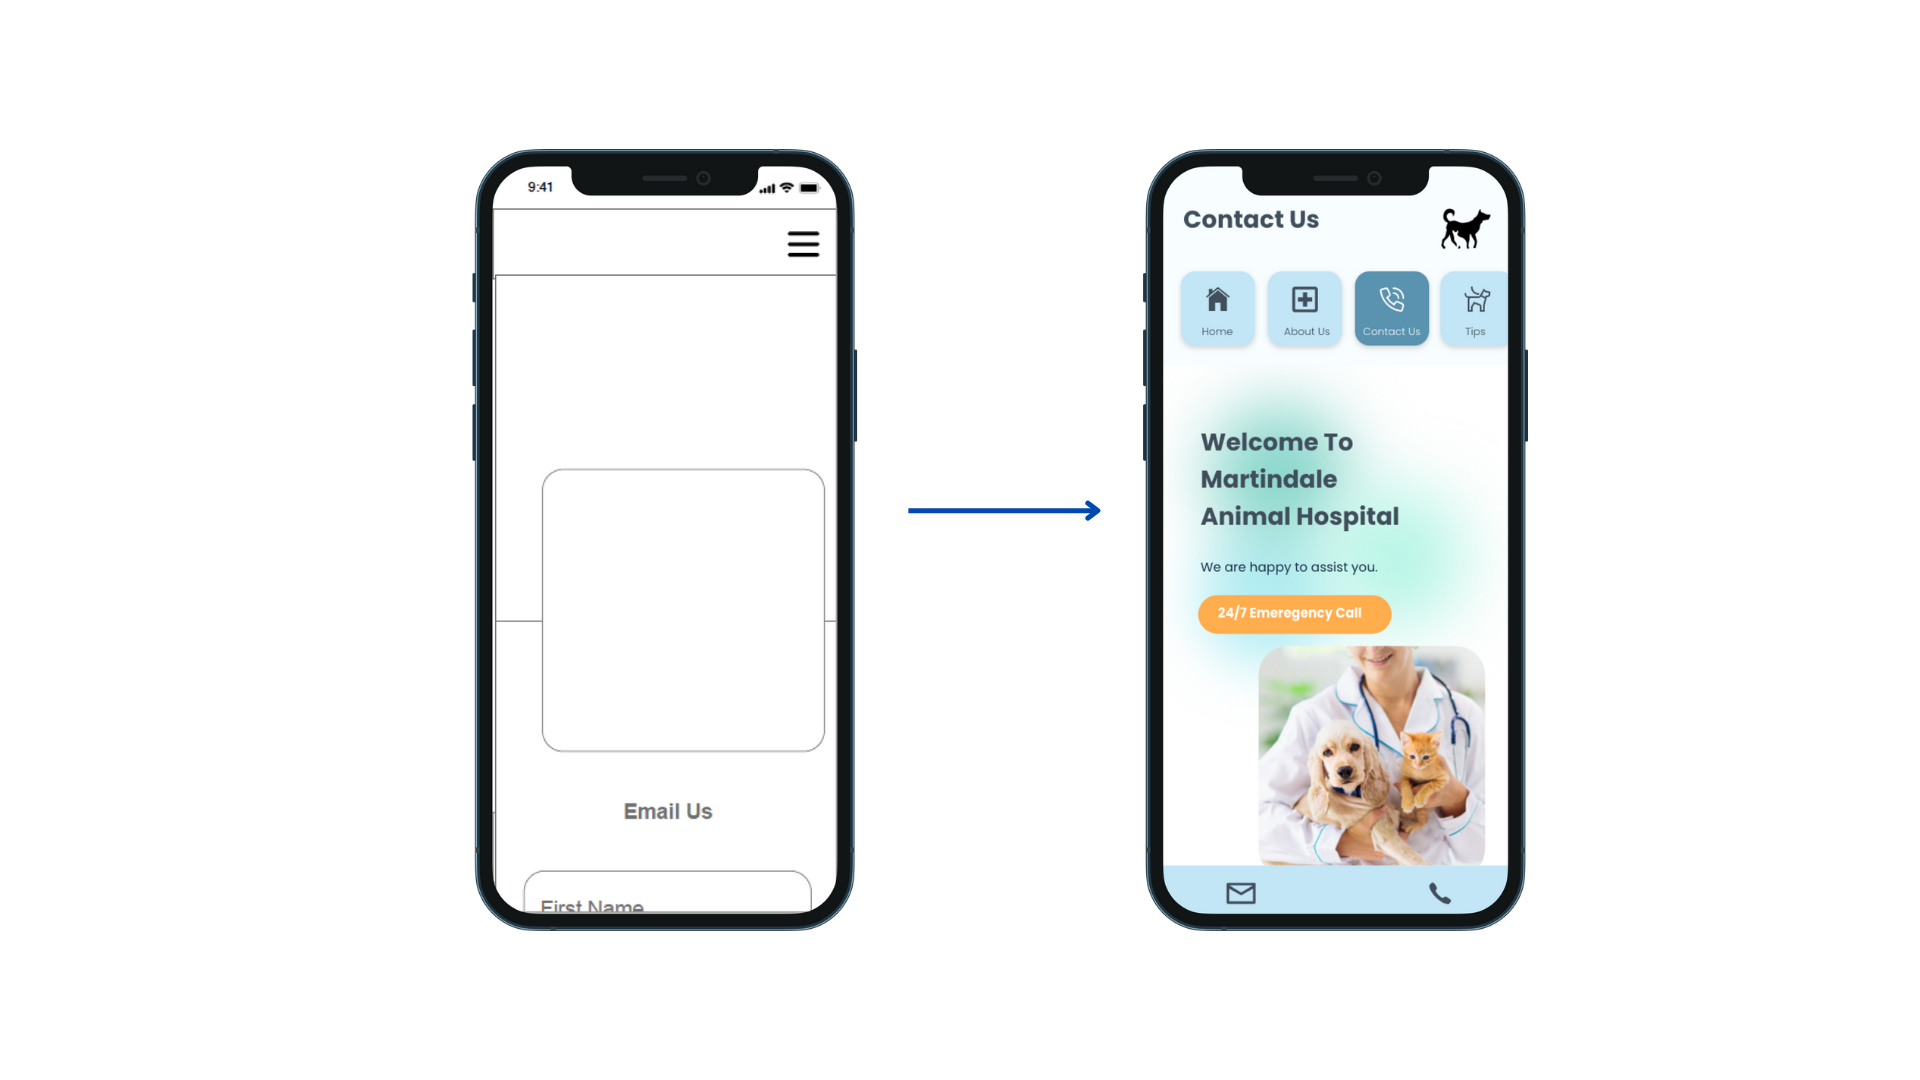 9:41
Email Us
First Name
Contact Us
Home
About Us
Contact Us
Tips
Welcome To
Martindale
Animal Hospital
We are happy to assist you.
24/7 Emeregency Call